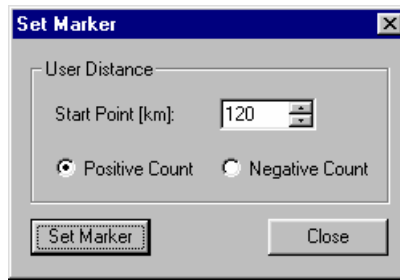 Set Marker
User Distance
Start Point [km]: 120
Positive Count Negative Count
Set Marker Close